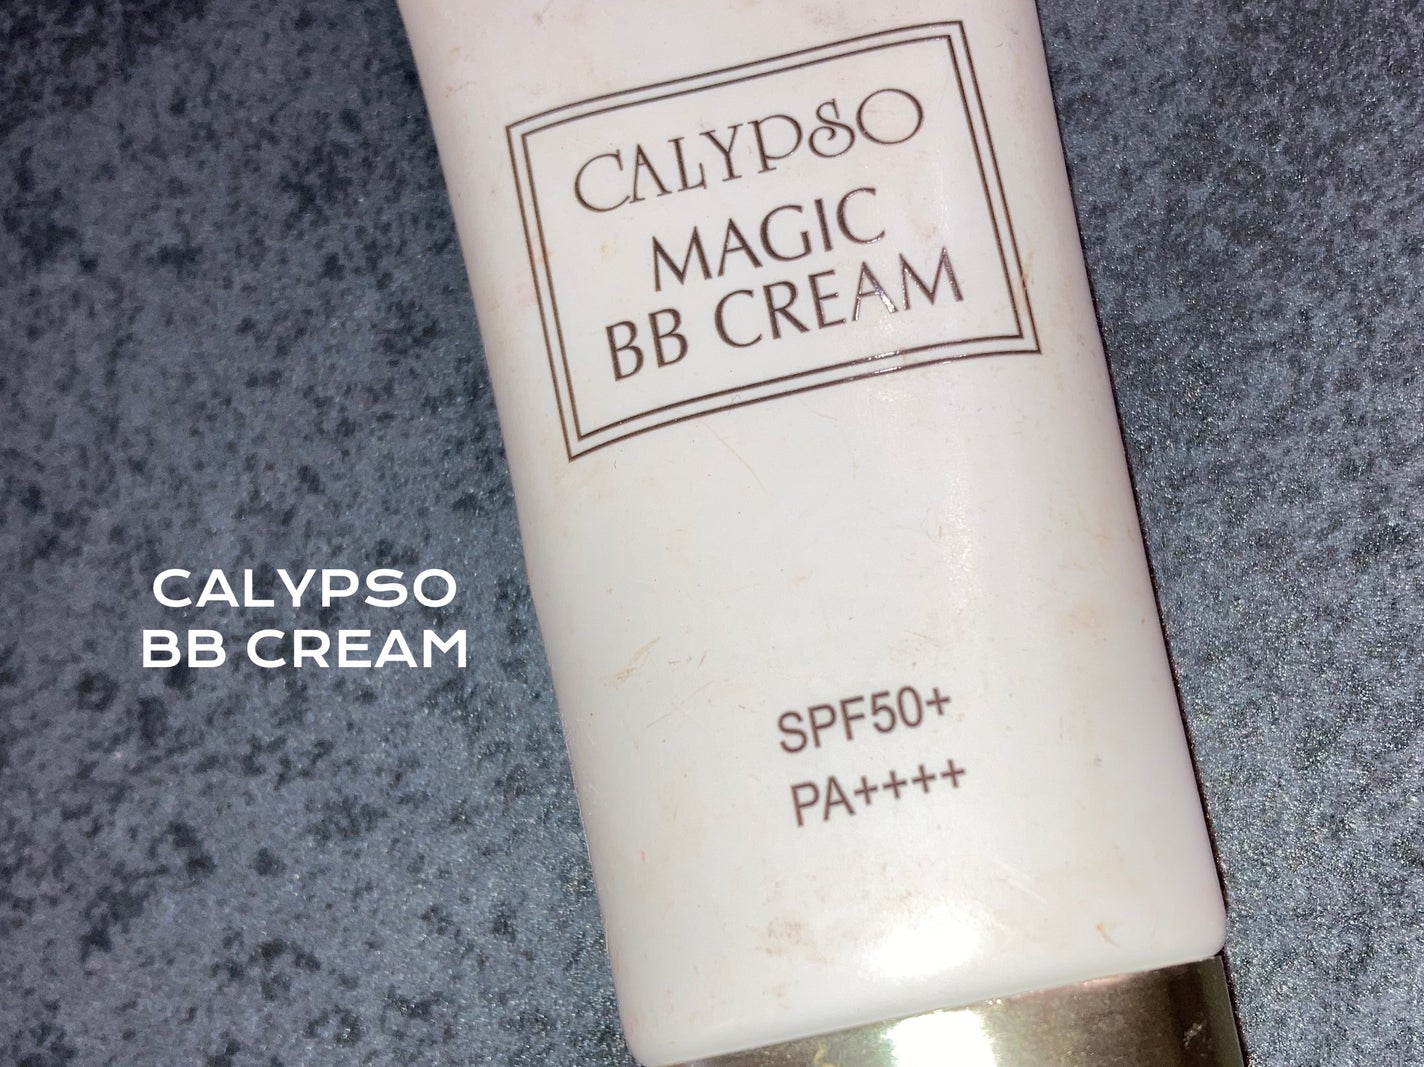 CALYPSO
MAGIC
BB CREAM
CALYPSO
BB CREAM
SPF50+
PA++++